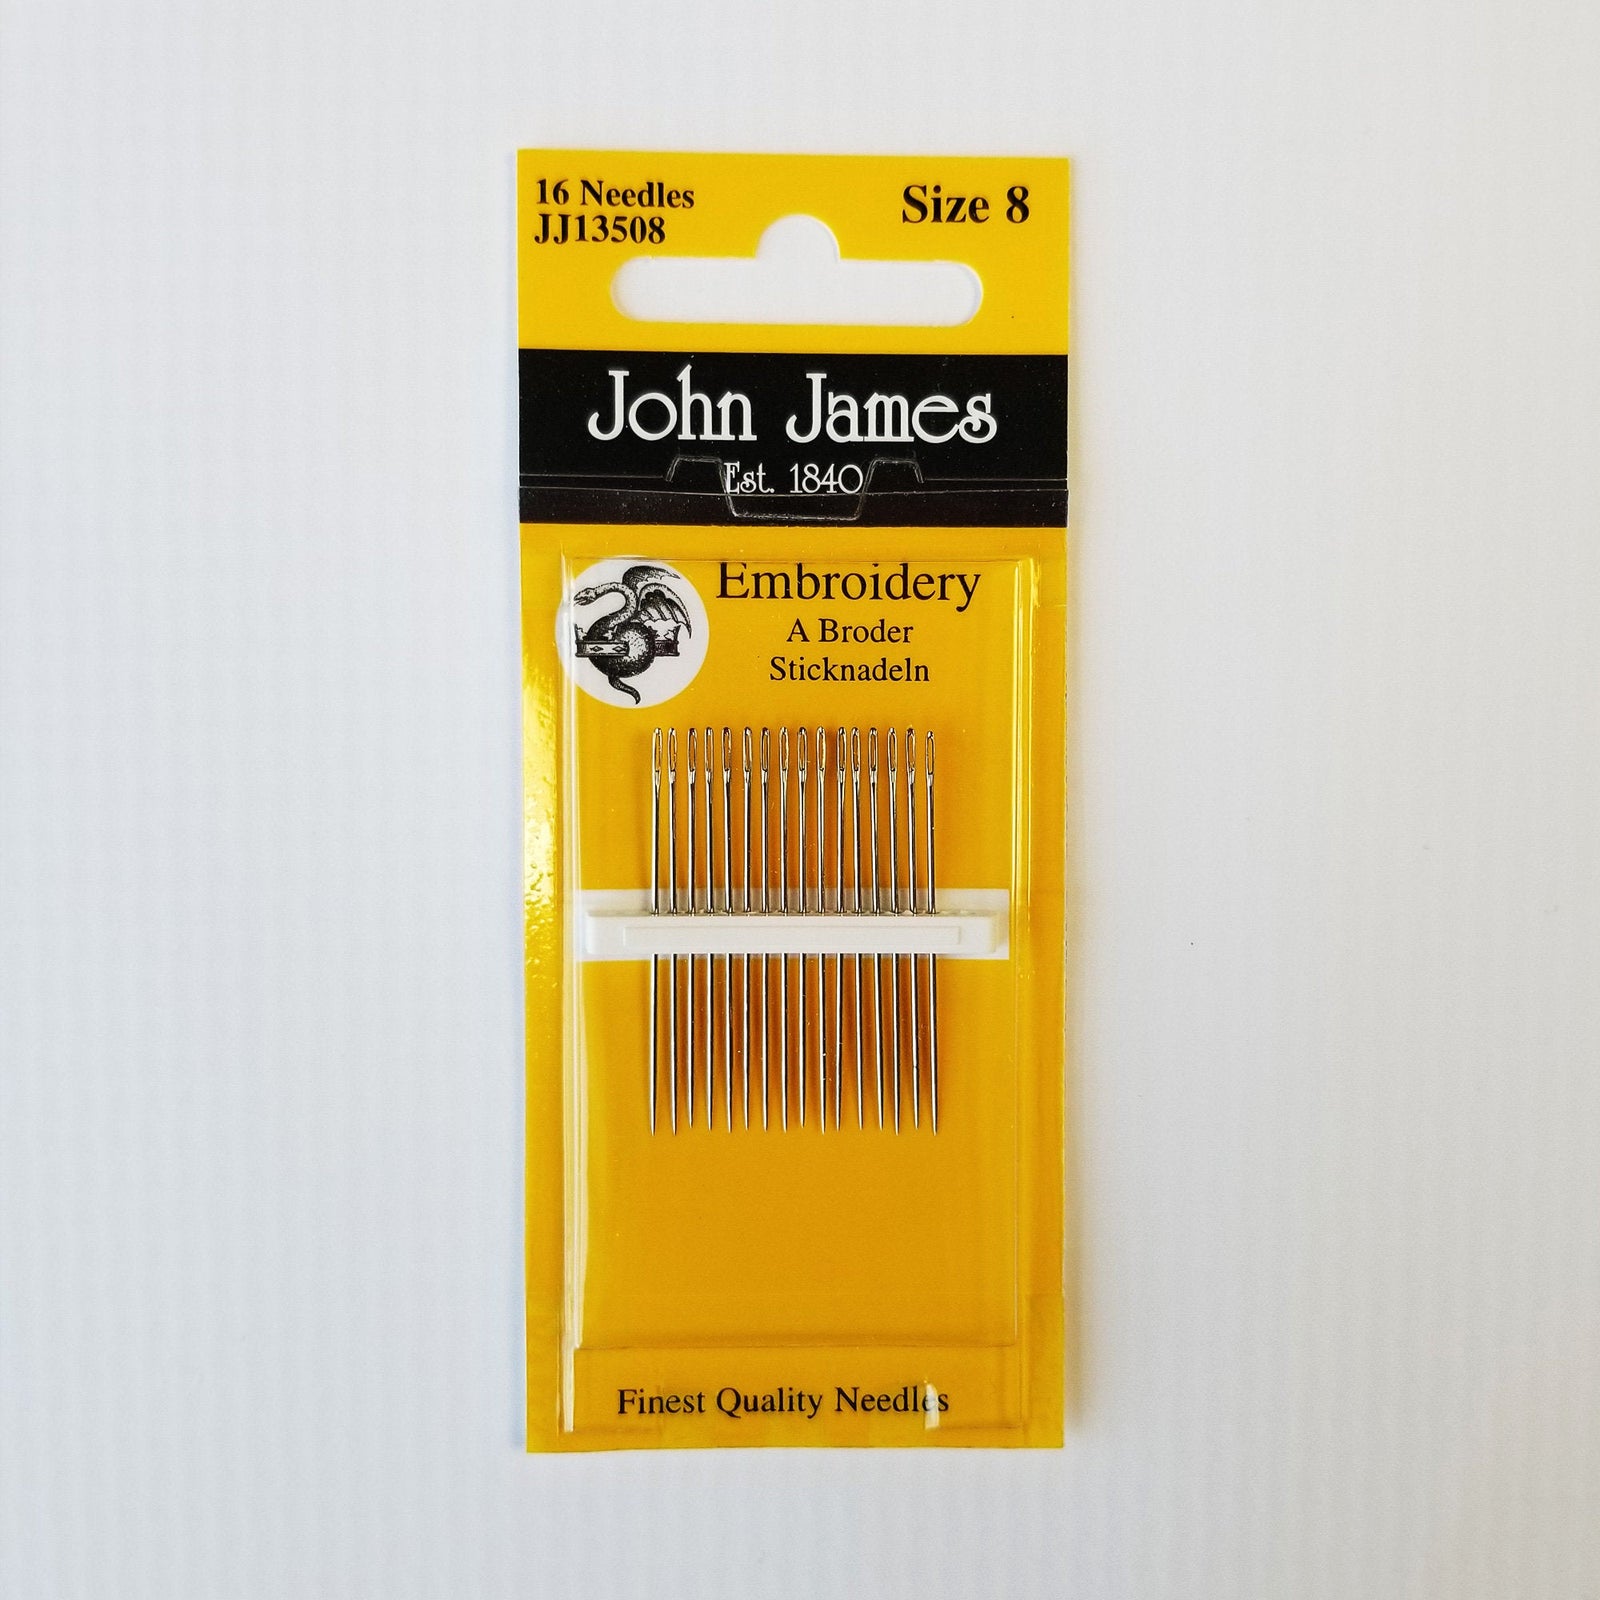 16 Needles
JJ13508
Size 8
John James
Est. 1840
Embroidery
A Broder
Sticknadeln
Finest Quality Needles